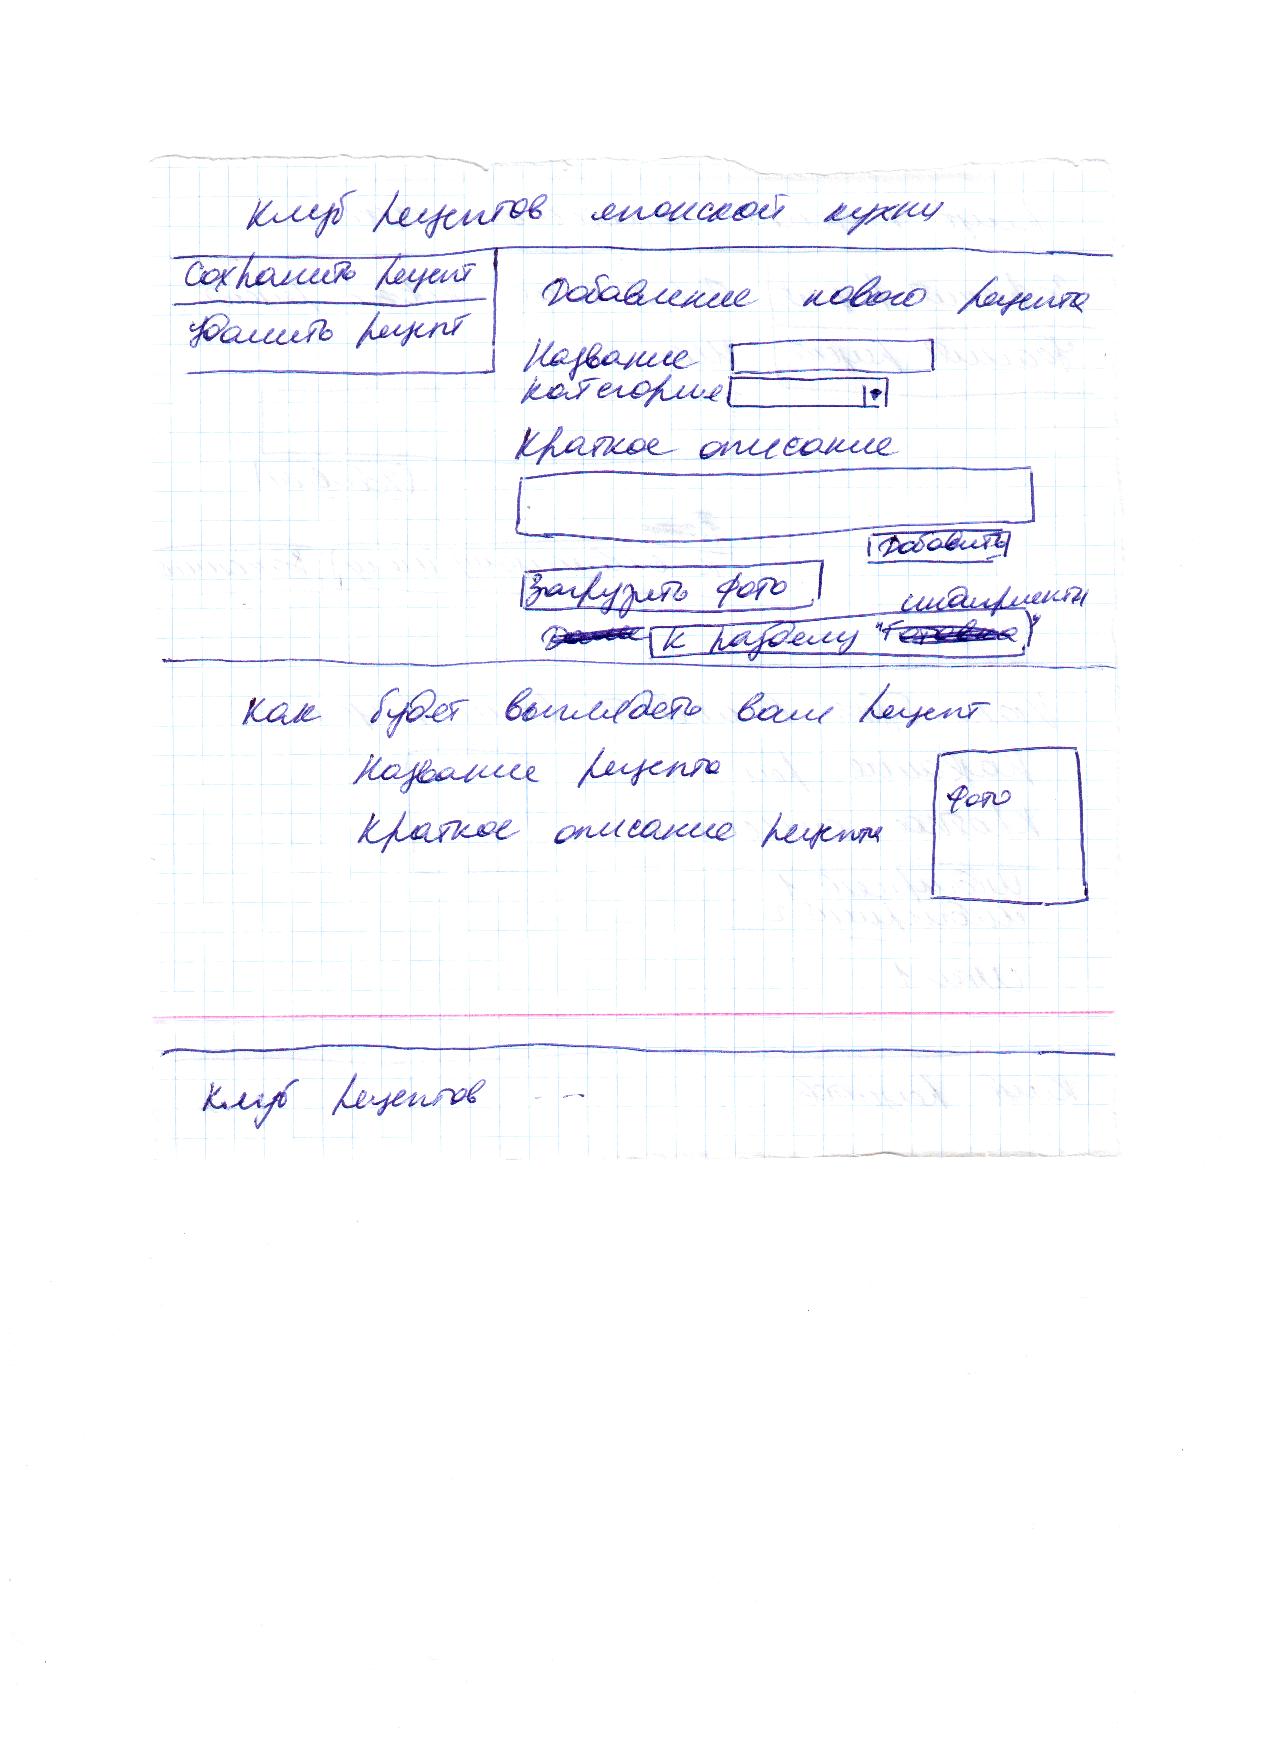 Клуб рецептов японской кухни
Сохранить рецепт
Удалить рецепт
Добавление нового рецепта
Название
Категория
Краткое описание
Добавить
Загрузить фото
ингредиенты
К разделу " "
Как будет выглядеть ваш рецепт
Название рецепта
Фото
Краткое описание рецепта
Клуб рецептов - --